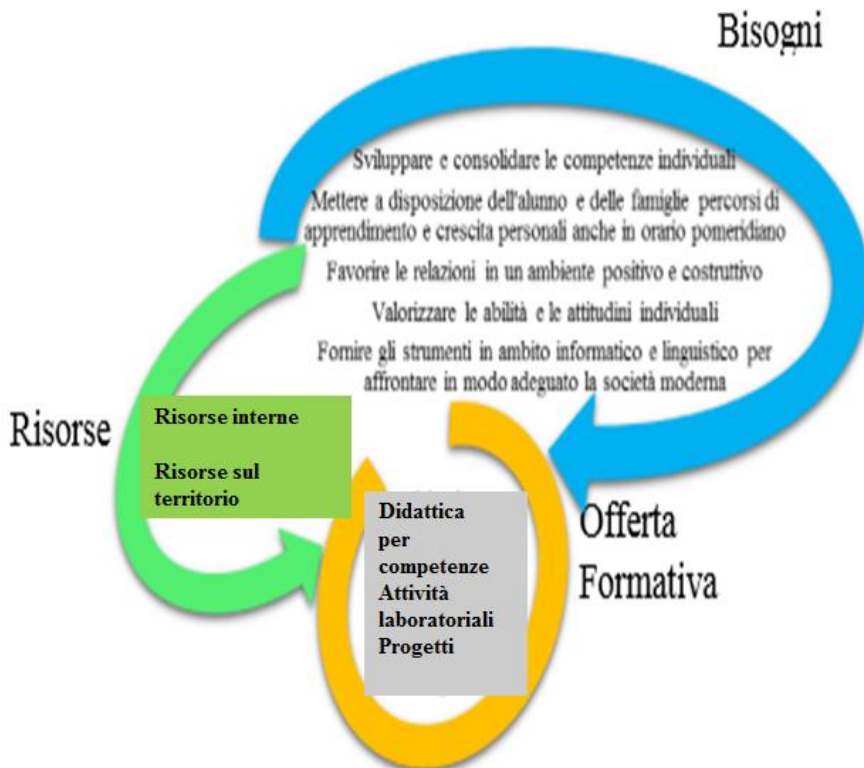 Bisogni
Sviluppare e consolidare le competenze individuali
Mettere a disposizione dell'alunno e delle famiglie percorsi di
apprendimento e crescita personali anche in orario pomeridiano
Favorire le relazioni in un ambiente positivo e costruttivo
Valorizzare le abilità e le attitudini individuali
Fornire gli strumenti in ambito informatico e linguistico per
affrontare in modo adeguato la società moderna
Risorse
Risorse interne
Risorse sul
territorio
Didattica
per
competenze
Attività
laboratoriali
Progetti
Offerta
Formativa